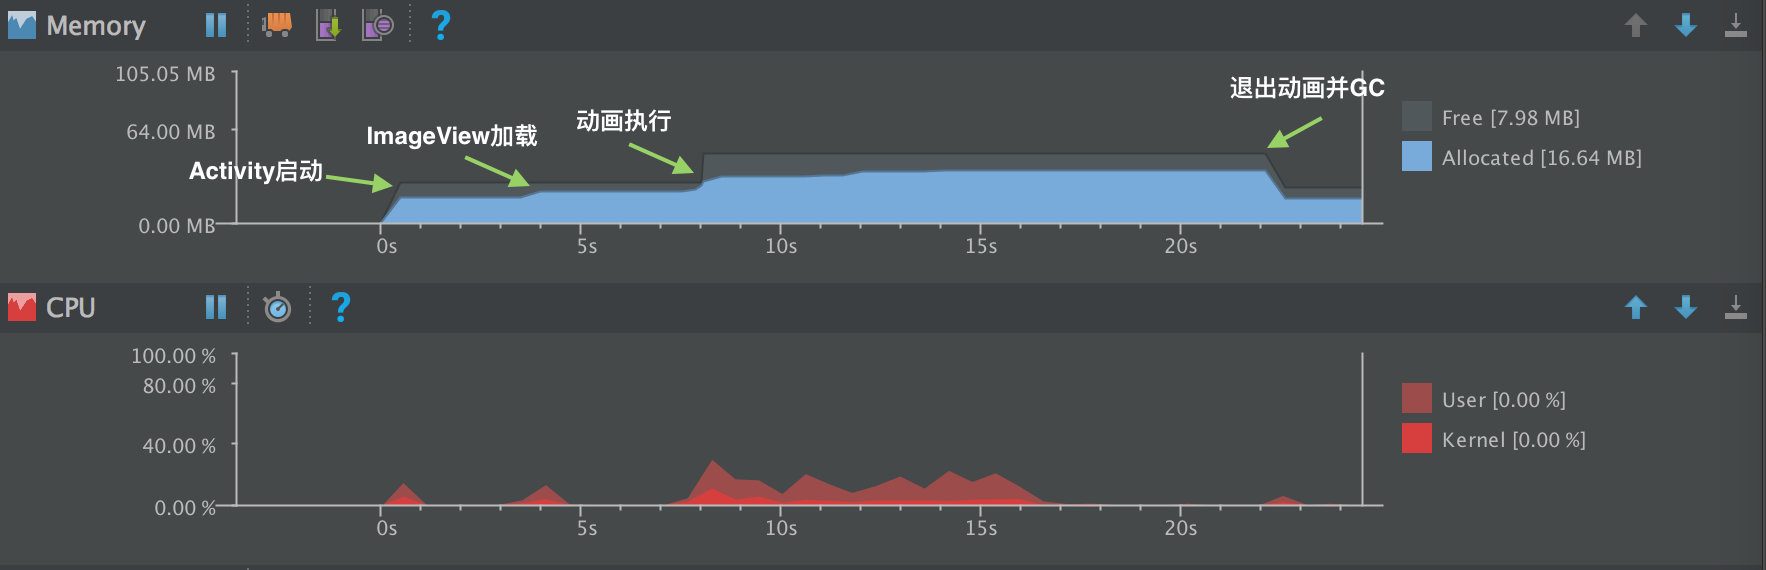 Memory
?
105.05 MB
退出动画并GC
Free [7.98 MB]
64.00 MB
动画执行
ImageView加载
Allocated [16.64 MB]
Activity启动
0.00 MB
0s 5s 10s 15s 20s
CPU
?
100.00 %
80.00 %
User [0.00 %]
40.00 %
Kernel [0.00 %]
0.00 %
0s 5s 10s 15s 20s